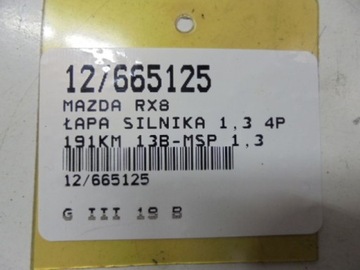 12/665125
MAZDA RX8
ŁAPA SILNIKA 1,3 4P
191KM 13B-MSP 1,3
12/665125
G III 19 B